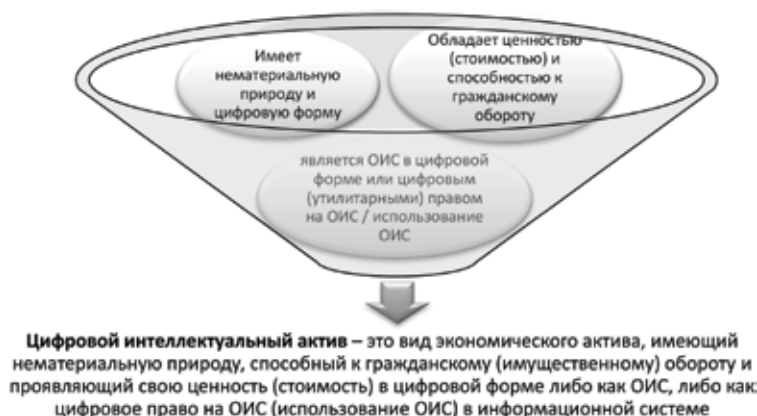 Имеет
нематериальную
природу и
цифровую форму
Обладает ценностью
(стоимостью) и
способностью к
гражданскому
обороту
является ОИС в цифровой
форме или цифровым
(утилитарными) правом
на ОИС / использование
ОИС
Цифровой интеллектуальный актив – это вид экономического актива, имеющий
нематериальную природу, способный к гражданскому (имущественному) обороту и
проявляющий свою ценность (стоимость) в цифровой форме либо как ОИС, либо как
цифровое право на ОИС (использование ОИС) в информационной системе